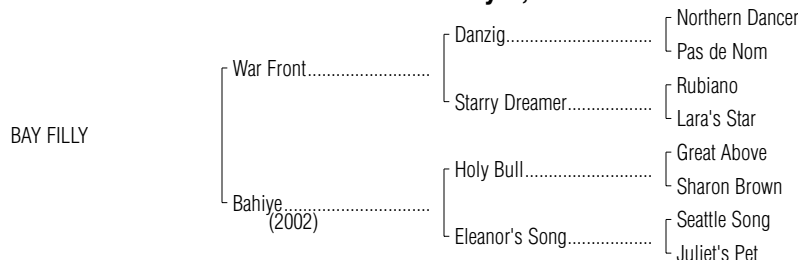 Northern Dancer
Danzig
Pas de Nom
War Front
Rubiano
Starry Dreamer
Lara's Star
BAY FILLY
Great Above
Holy Bull
Sharon Brown
Bahiye
(2002)
Seattle Song
Eleanor's Song
Juliet's Pet